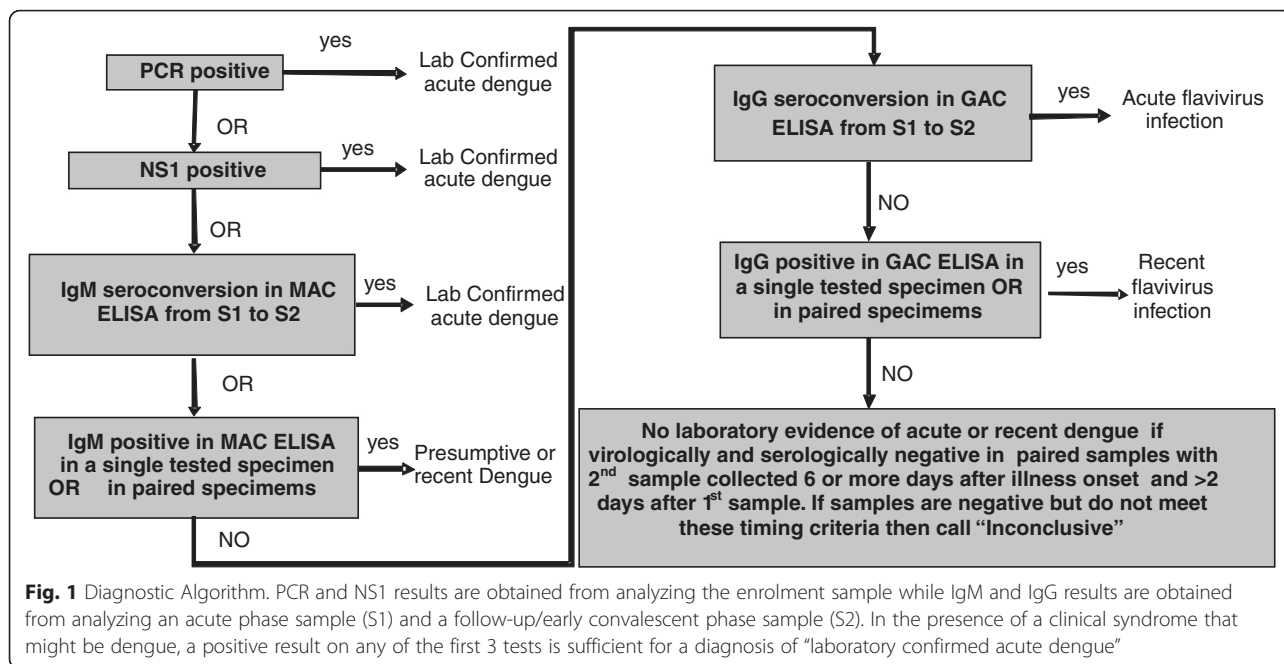 PCR positive
yes
Lab Confirmed
acute dengue
OR
NS1 positive
yes
Lab Confirmed
acute dengue
OR
IgM seroconversion in MAC
ELISA from S1 to S2
yes
Lab Confirmed
acute dengue
OR
IgM positive in MAC ELISA
in a single tested specimen
OR in paired specimems
yes
Presumptive or
recent Dengue
NO
IgG seroconversion in GAC
ELISA from S1 to S2
yes
Acute flavivirus
infection
NO
IgG positive in GAC ELISA in
a single tested specimen OR
in paired specimems
yes
Recent
flavivirus
infection
NO
No laboratory evidence of acute or recent dengue if
virologically and serologically negative in paired samples with
2nd sample collected 6 or more days after illness onset and >2
days after 1st sample. If samples are negative but do not meet
these timing criteria then call “Inconclusive”
Fig. 1 Diagnostic Algorithm. PCR and NS1 results are obtained from analyzing the enrolment sample while IgM and IgG results are obtained
from analyzing an acute phase sample (S1) and a follow-up/early convalescent phase sample (S2). In the presence of a clinical syndrome that
might be dengue, a positive result on any of the first 3 tests is sufficient for a diagnosis of “laboratory confirmed acute dengue”